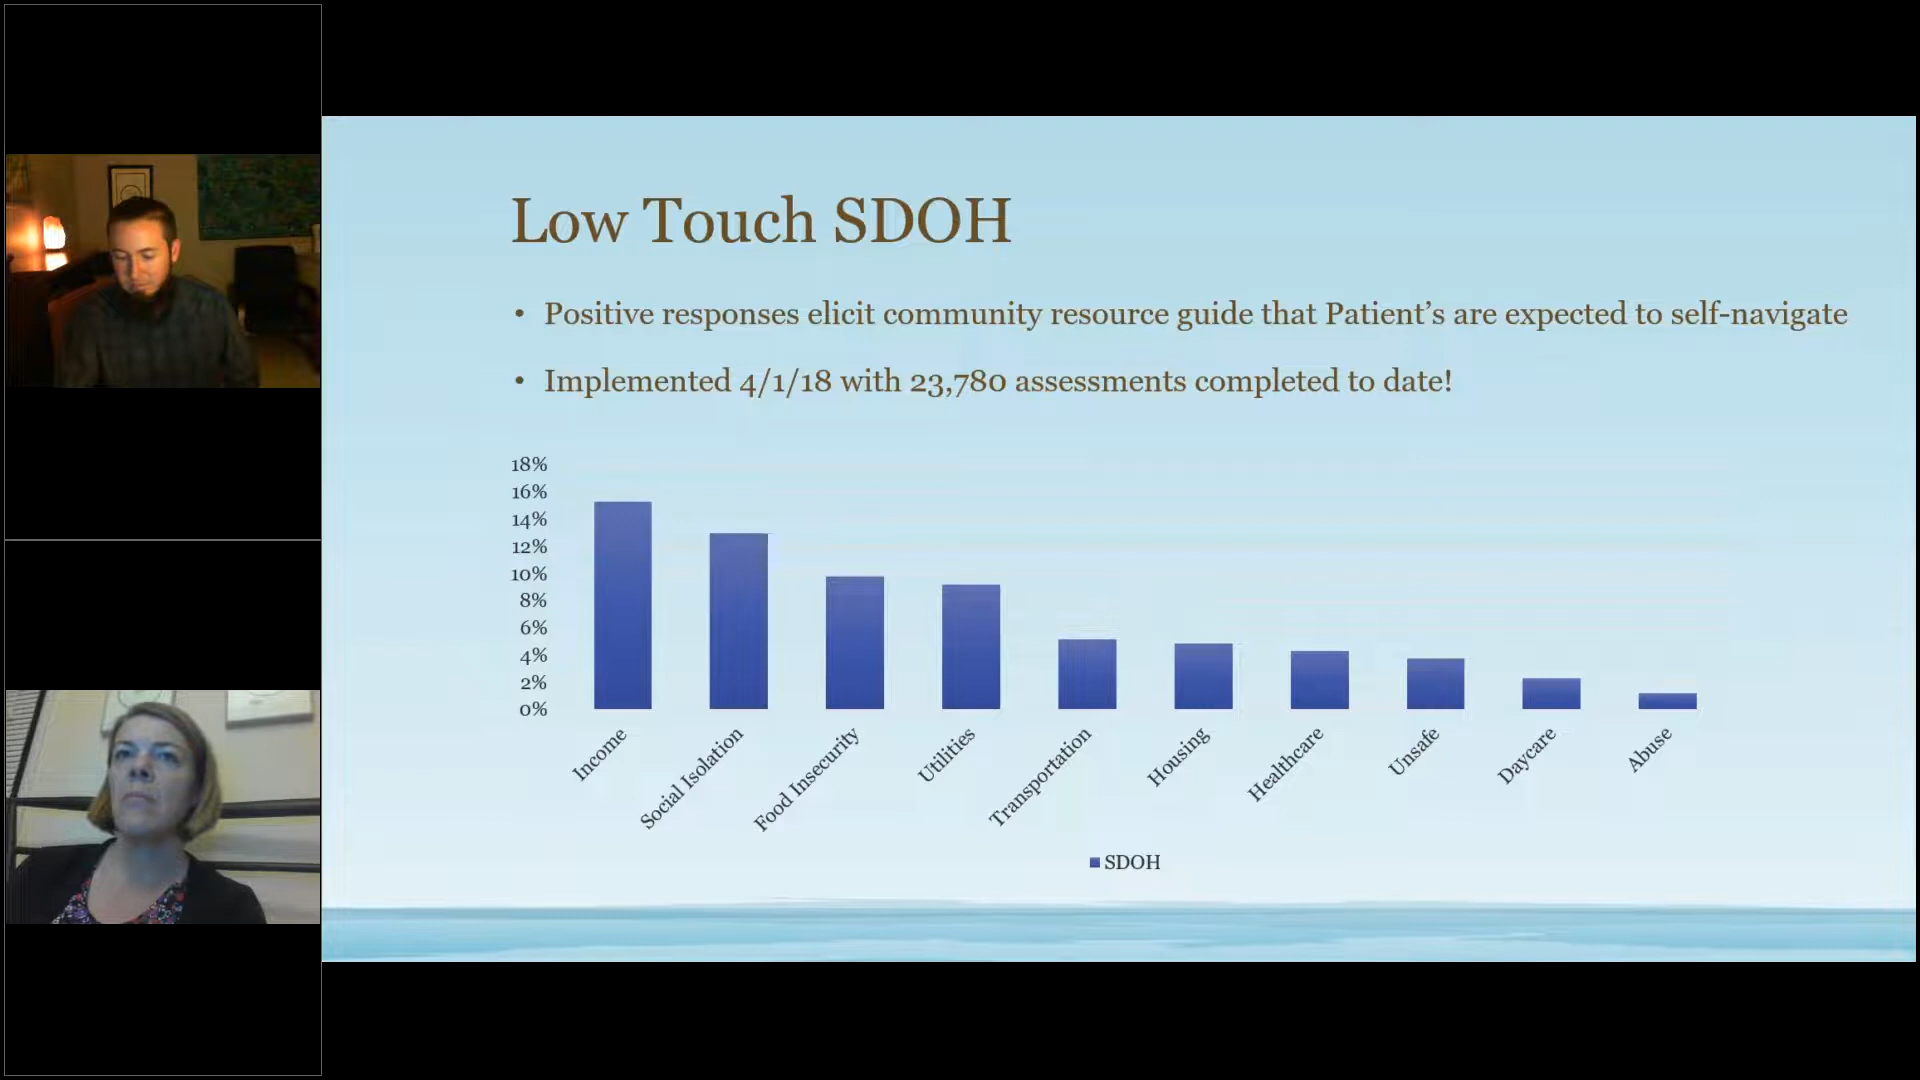 Low Touch SDOH
• Positive responses elicit community resource guide that Patient’s are expected to self-navigate
• Implemented 4/1/18 with 23,780 assessments completed to date!
18%
16%
14%
12%
10%
8%
6%
4%
2%
0%
Income
Social Isolation
Food Insecurity
Utilities
Transportation
Housing
Healthcare
Unsafe
Daycare
Abuse
SDOH